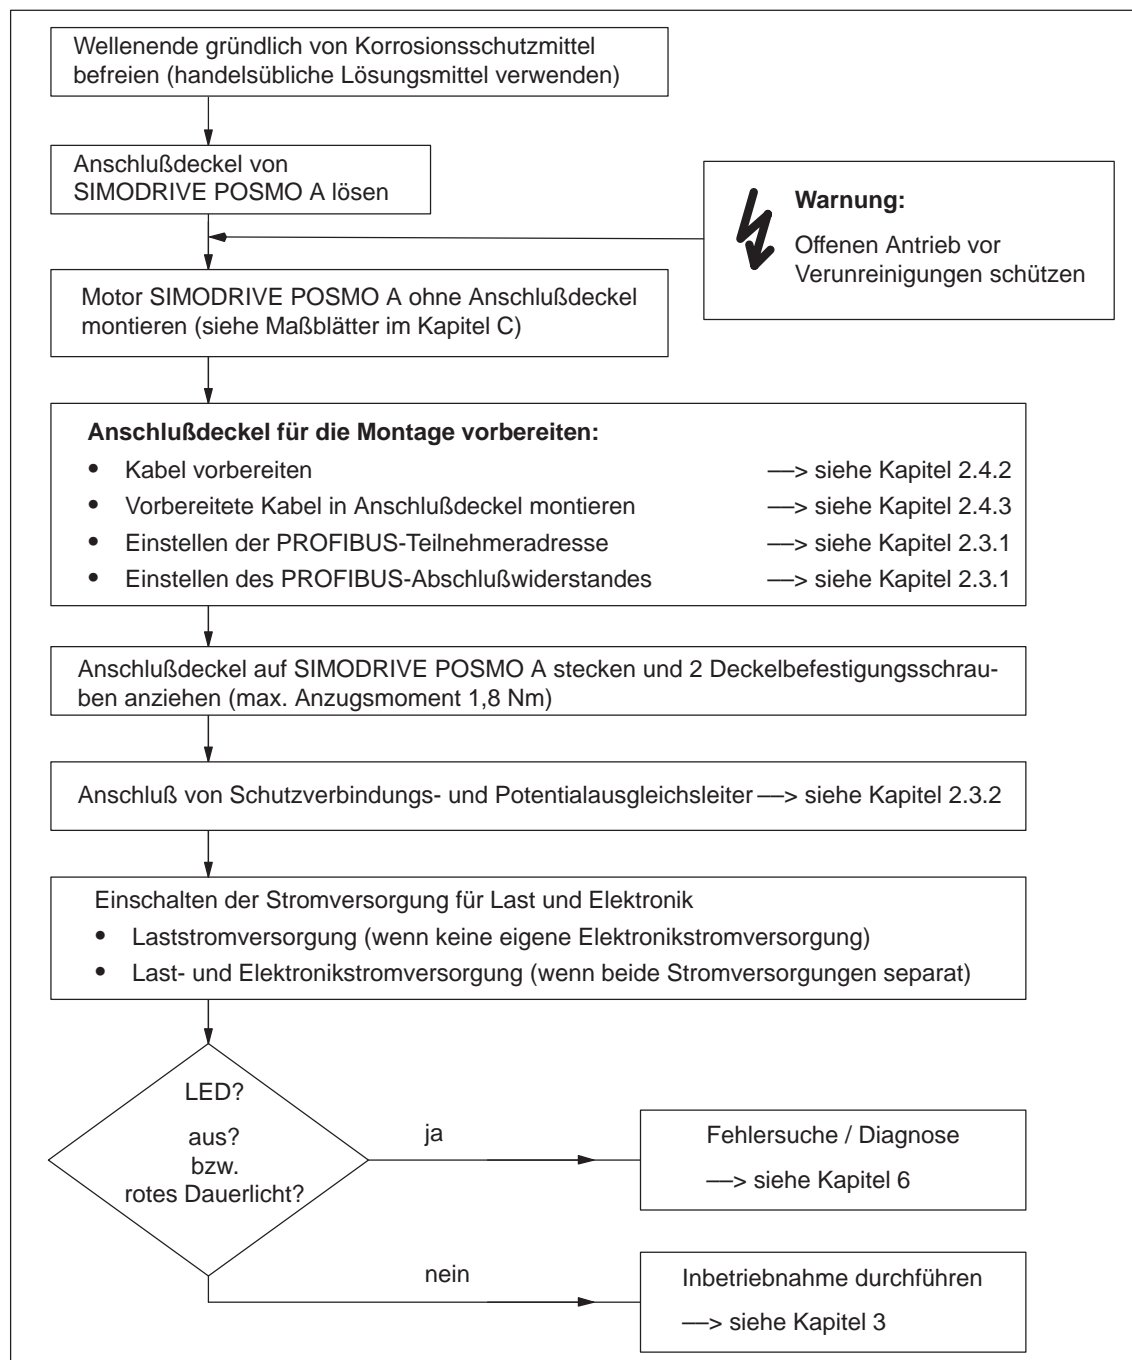 Wellenende gründlich von Korrosionsschutzmittel
befreien (handelsübliche Lösungsmittel verwenden)
Anschlußdeckel von
SIMODRIVE POSMO A lösen
Warnung:
Offenen Antrieb vor
Verunreinigungen schützen
Motor SIMODRIVE POSMO A ohne Anschlußdeckel
montieren (siehe Maßblätter im Kapitel C)
Anschlußdeckel für die Montage vorbereiten:
• Kabel vorbereiten —> siehe Kapitel 2.4.2
• Vorbereitete Kabel in Anschlußdeckel montieren —> siehe Kapitel 2.4.3
• Einstellen der PROFIBUS-Teilnehmeradresse —> siehe Kapitel 2.3.1
• Einstellen des PROFIBUS-Abschlußwiderstandes —> siehe Kapitel 2.3.1
Anschlußdeckel auf SIMODRIVE POSMO A stecken und 2 Deckelbefestigungsschrau-
ben anziehen (max. Anzugsmoment 1,8 Nm)
Anschluß von Schutzverbindungs- und Potentialausgleichsleiter —> siehe Kapitel 2.3.2
Einschalten der Stromversorgung für Last und Elektronik
• Laststromversorgung (wenn keine eigene Elektronikstromversorgung)
• Last- und Elektronikstromversorgung (wenn beide Stromversorgungen separat)
LED?
aus?
bzw.
rotes Dauerlicht?
ja
Fehlersuche / Diagnose
—> siehe Kapitel 6
nein
Inbetriebnahme durchführen
—> siehe Kapitel 3